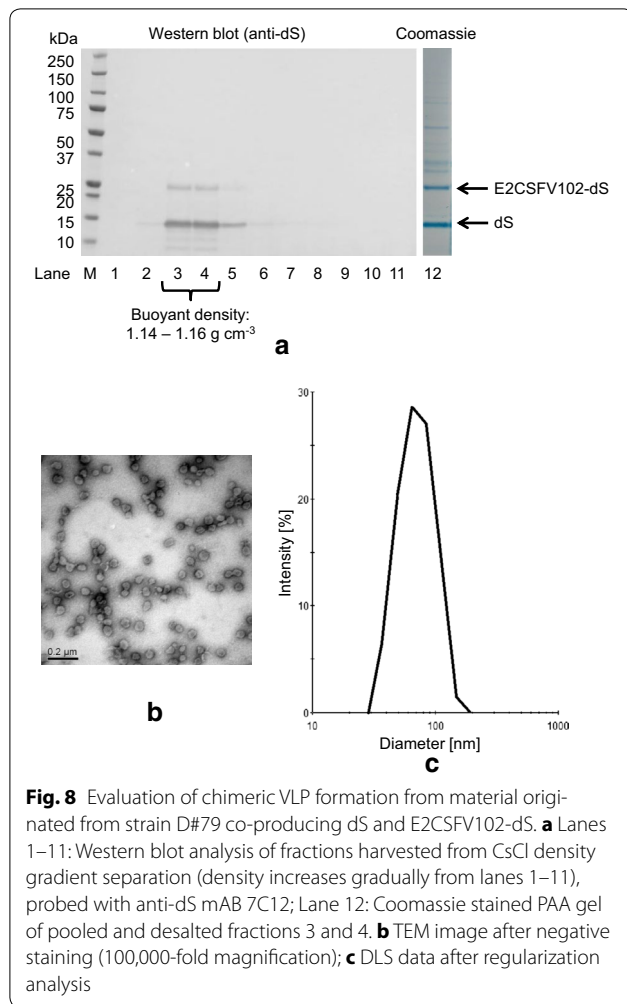 kDa
Western blot (anti-dS)
Coomassie
250
150
100
75
50
37
25
20
15
10
E2CSFV102-dS
dS
Lane M 1 2 3 4 5 6 7 8 9 10 11 12
Buoyant density:
1.14 – 1.16 g cm-3
a
0.2 µm
b
30
20
10
0
Intensity [%]
10 100 1000
Diameter [nm]
c
Fig. 8 Evaluation of chimeric VLP formation from material origi-
nated from strain D#79 co-producing dS and E2CSFV102-dS. a Lanes
1–11: Western blot analysis of fractions harvested from CsCl density
gradient separation (density increases gradually from lanes 1–11),
probed with anti-dS mAB 7C12; Lane 12: Coomassie stained PAA gel
of pooled and desalted fractions 3 and 4. b TEM image after negative
staining (100,000-fold magnification); c DLS data after regularization
analysis